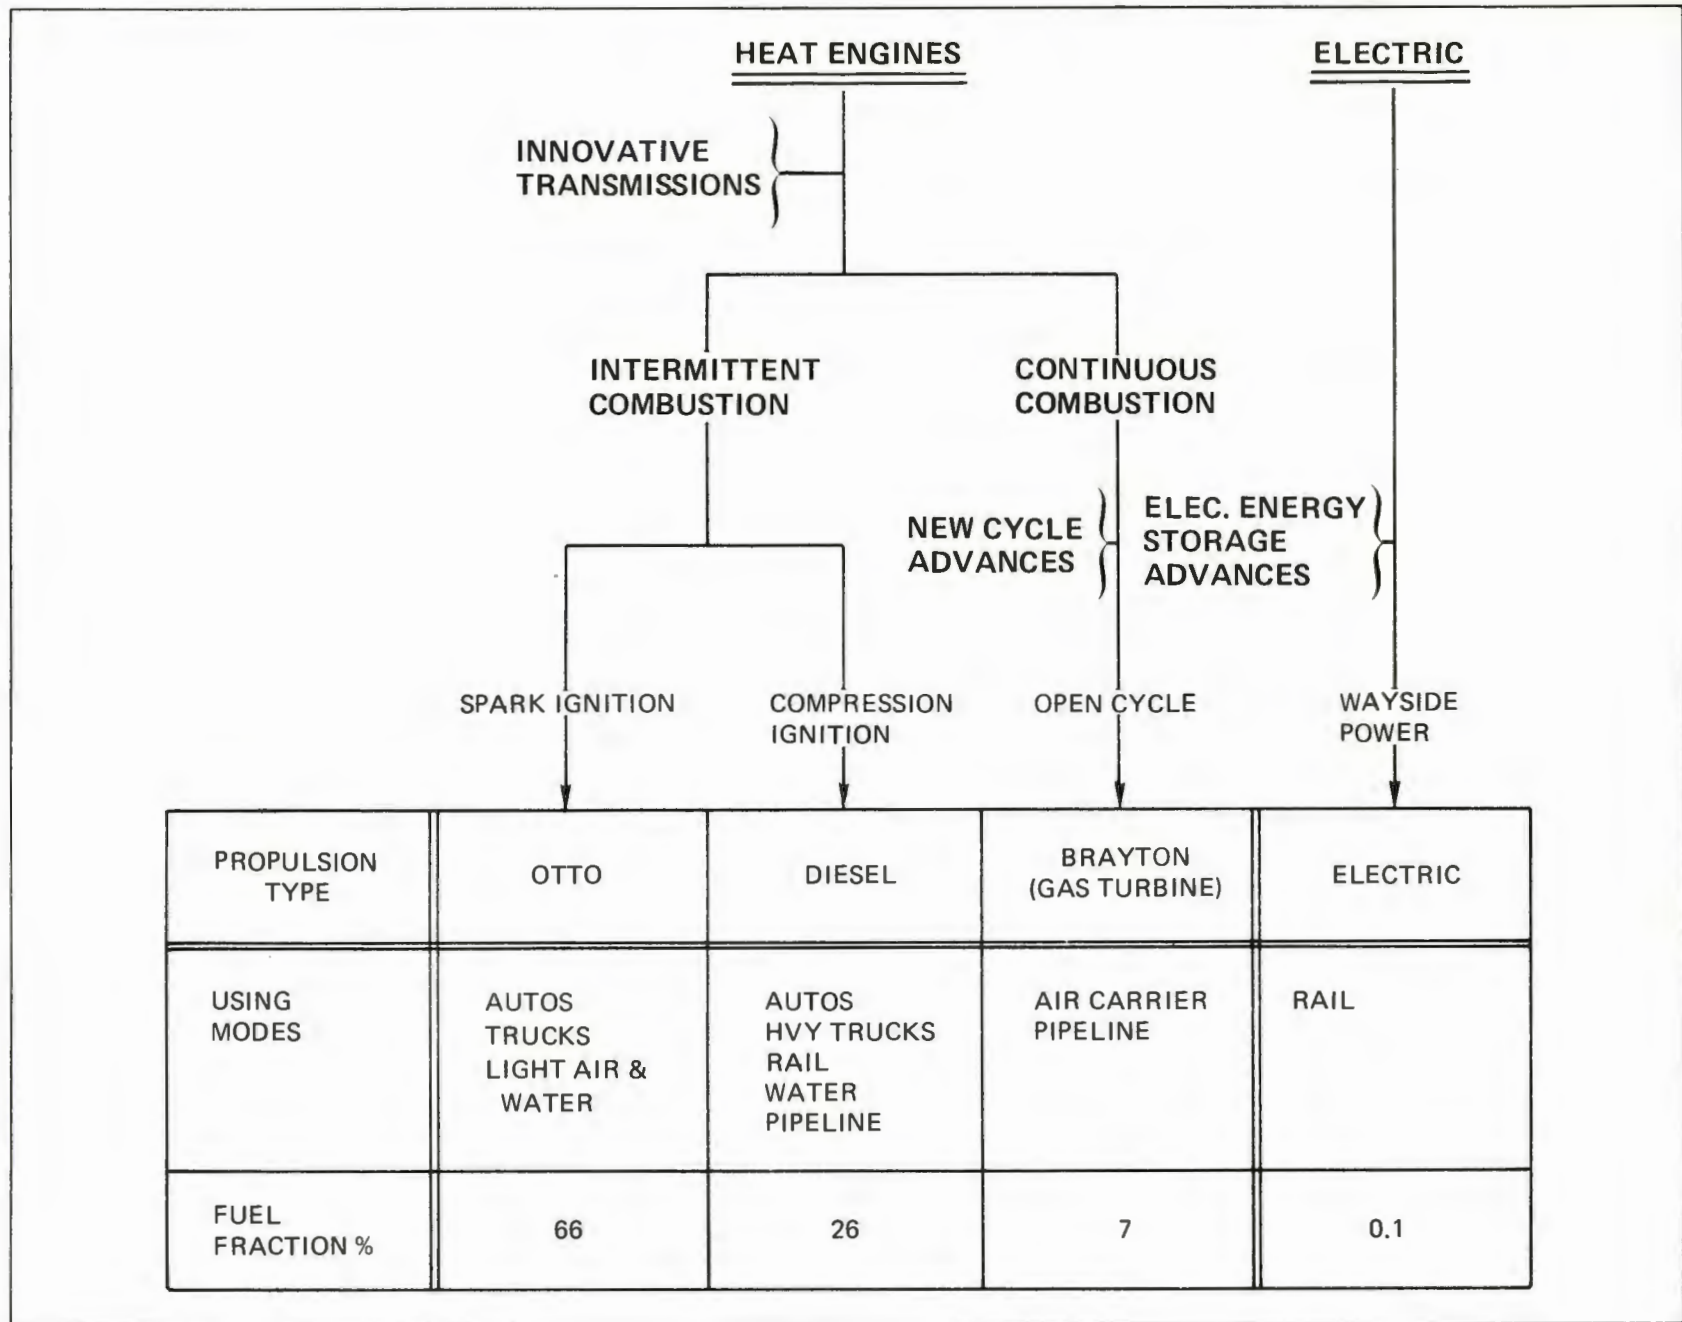 HEAT ENGINES
ELECTRIC
INNOVATIVE
TRANSMISSIONS
INTERMITTENT
COMBUSTION
CONTINUOUS
COMBUSTION
NEW CYCLE
ADVANCES
ELEC. ENERGY
STORAGE
ADVANCES
SPARK IGNITION
COMPRESSION
IGNITION
OPEN CYCLE
WAYSIDE
POWER
PROPULSION
TYPE
OTTO
DIESEL
BRAYTON
(GAS TURBINE)
ELECTRIC
USING
MODES
AUTOS
TRUCKS
LIGHT AIR &
WATER
AUTOS
HVY TRUCKS
RAIL
WATER
PIPELINE
AIR CARRIER
PIPELINE
RAIL
FUEL
FRACTION %
66
26
7
0.1